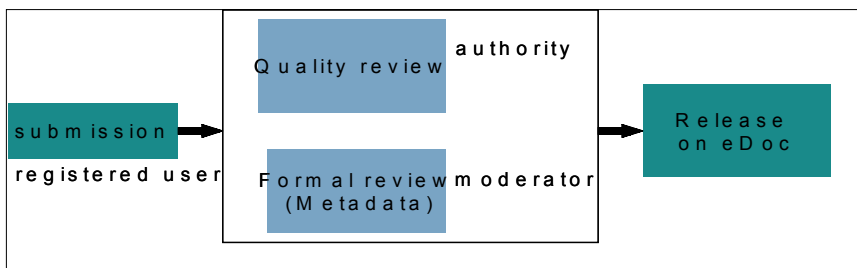 submission
registered user
Quality review
authority
Formal review
(Metadata)
moderator
Release
on eDoc